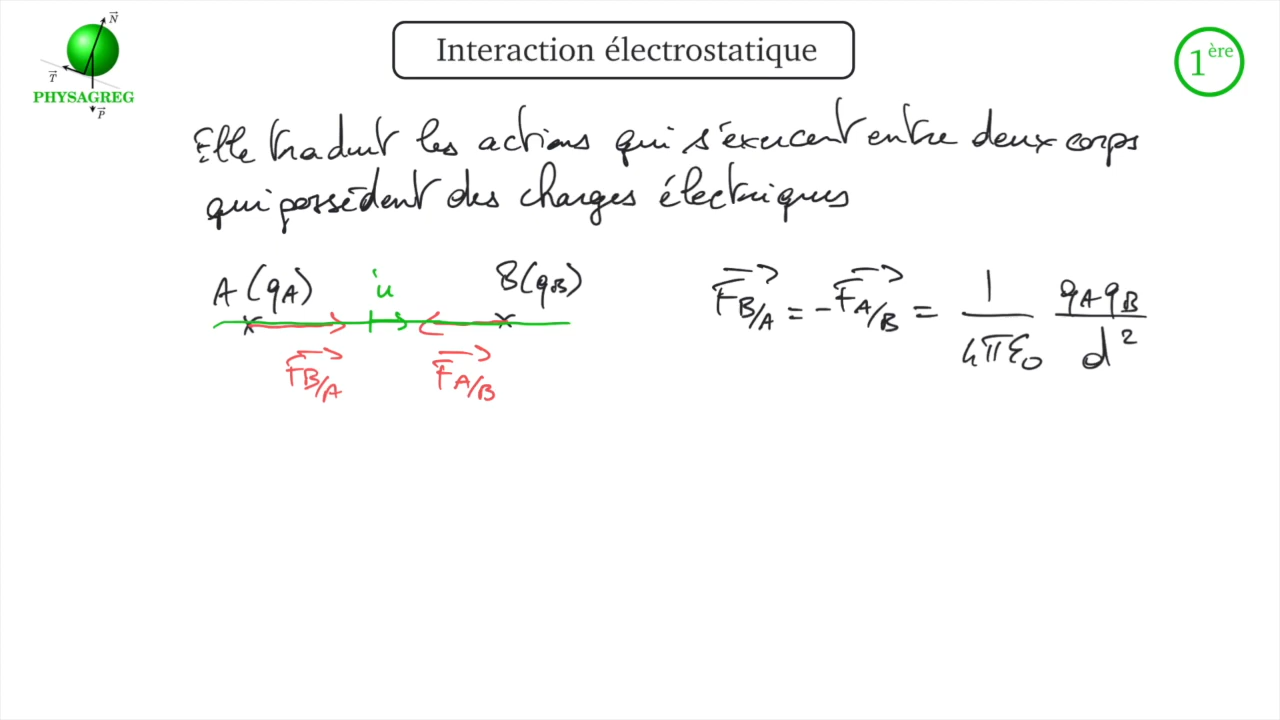 N
T
PHYSAGREG
P
Interaction électrostatique
1ère
Elle traduit les actions qui s'exercent entre deux corps
qui possèdent des charges électriques
A (qA) u B(qB)
FB/A FA/B
FB/A = - FA/B = 1/4πε0 qAqB/d²